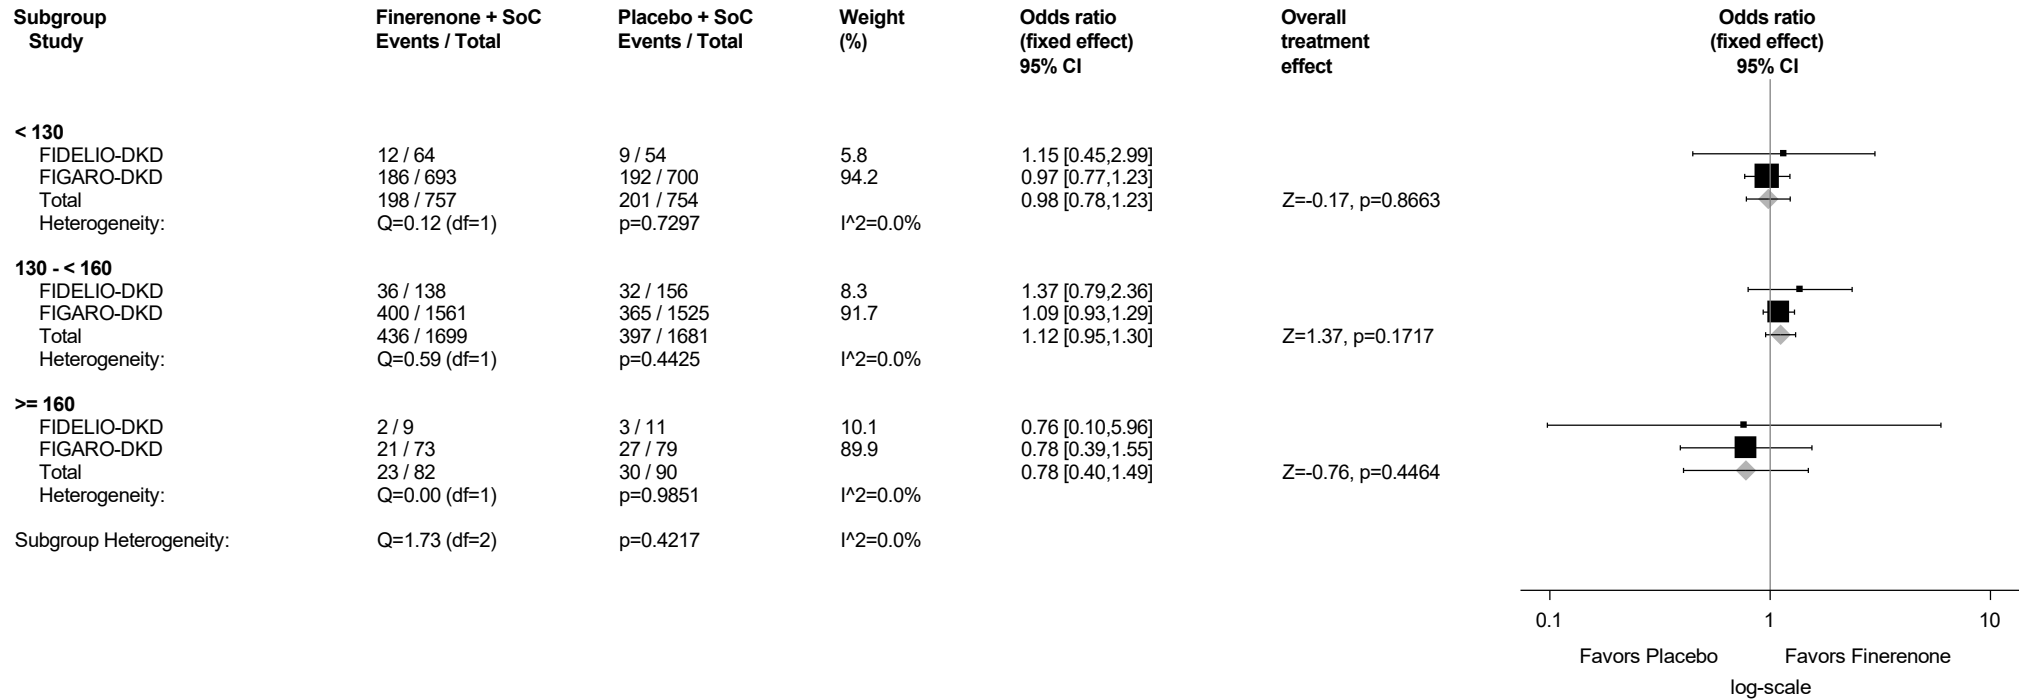 Subgroup Finerenone + SoC Placebo + SoC Weight Odds ratio Overall Odds ratio
Study Events / Total Events / Total (%) (fixed effect) treatment (fixed effect)
95% CI effect 95% CI
< 130
FIDELIO-DKD 12 / 64 9 / 54 5.8 1.15 [0.45,2.99]
FIGARO-DKD 186 / 693 192 / 700 94.2 0.97 [0.77,1.23]
Total 198 / 757 201 / 754 0.98 [0.78,1.23] Z=-0.17, p=0.8663
Heterogeneity: Q=0.12 (df=1) p=0.7297 I^2=0.0%
130 - < 160
FIDELIO-DKD 36 / 138 32 / 156 8.3 1.37 [0.79,2.36]
FIGARO-DKD 400 / 1561 365 / 1525 91.7 1.09 [0.93,1.29]
Total 436 / 1699 397 / 1681 1.12 [0.95,1.30] Z=1.37, p=0.1717
Heterogeneity: Q=0.59 (df=1) p=0.4425 I^2=0.0%
>= 160
FIDELIO-DKD 2 / 9 3 / 11 10.1 0.76 [0.10,5.96]
FIGARO-DKD 21 / 73 27 / 79 89.9 0.78 [0.39,1.55]
Total 23 / 82 30 / 90 0.78 [0.40,1.49] Z=-0.76, p=0.4464
Heterogeneity: Q=0.00 (df=1) p=0.9851 I^2=0.0%
Subgroup Heterogeneity: Q=1.73 (df=2) p=0.4217 I^2=0.0%
0.1 1 10
Favors Placebo Favors Finerenone
log-scale